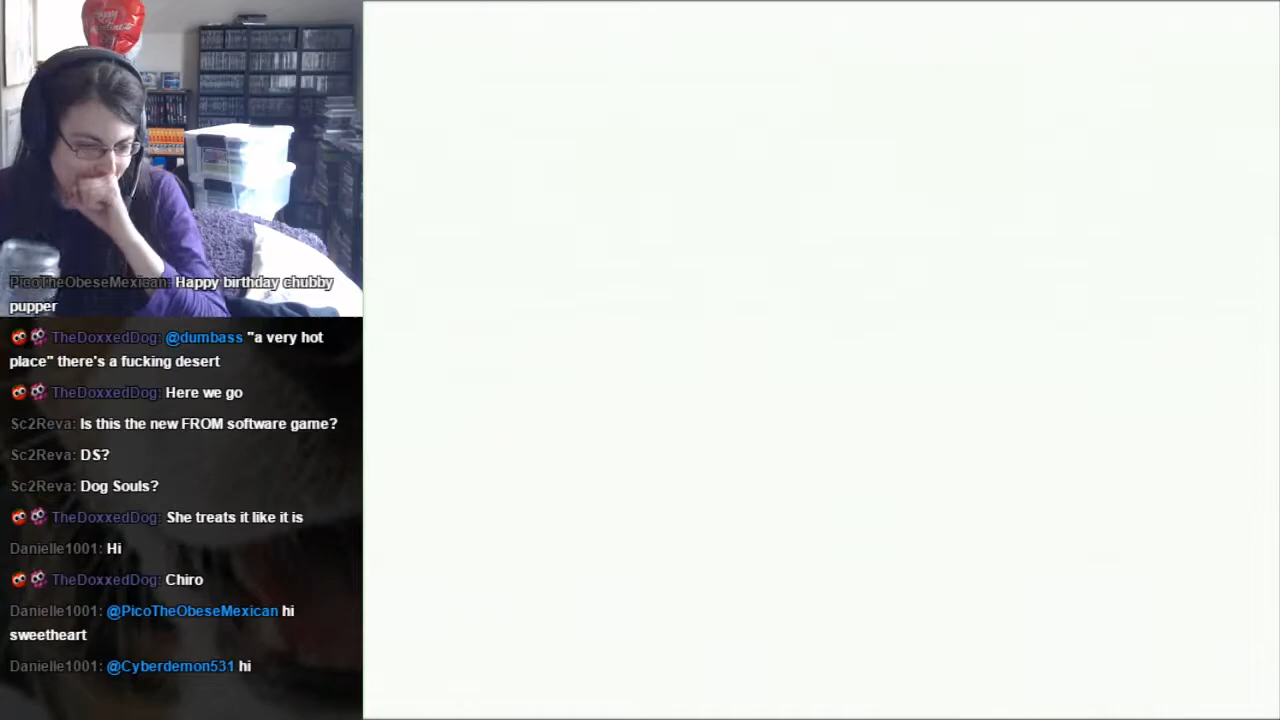 PicoTheObeseMexican: Happy birthday chubby
pupper
TheDoxxedDog: @dumbass "a very hot
place" there's a fucking desert
TheDoxxedDog: Here we go
Sc2Reva: Is this the new FROM software game?
Sc2Reva: DS?
Sc2Reva: Dog Souls?
TheDoxxedDog: She treats it like it is
Danielle1001: Hi
TheDoxxedDog: Chiro
Danielle1001: @PicoTheObeseMexican hi
sweetheart
Danielle1001: @Cyberdemon531 hi